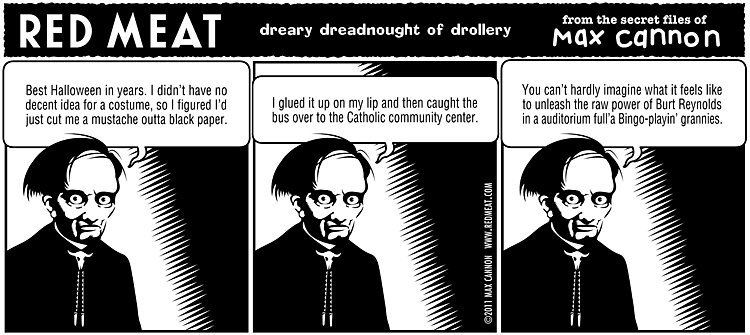 RED MEAT
dreary dreadnought of drollery
from the secret files of
Max Cannon
Best Halloween in years. I didn't have no
decent idea for a costume, so I figured I'd
just cut me a mustache outta black paper.
I glued it up on my lip and then caught the
bus over to the Catholic community center.
©2011 MAX CANNON WWW.REDMEAT.COM
You can't hardly imagine what it feels like
to unleash the raw power of Burt Reynolds
in a auditorium full'a Bingo-playin' grannies.